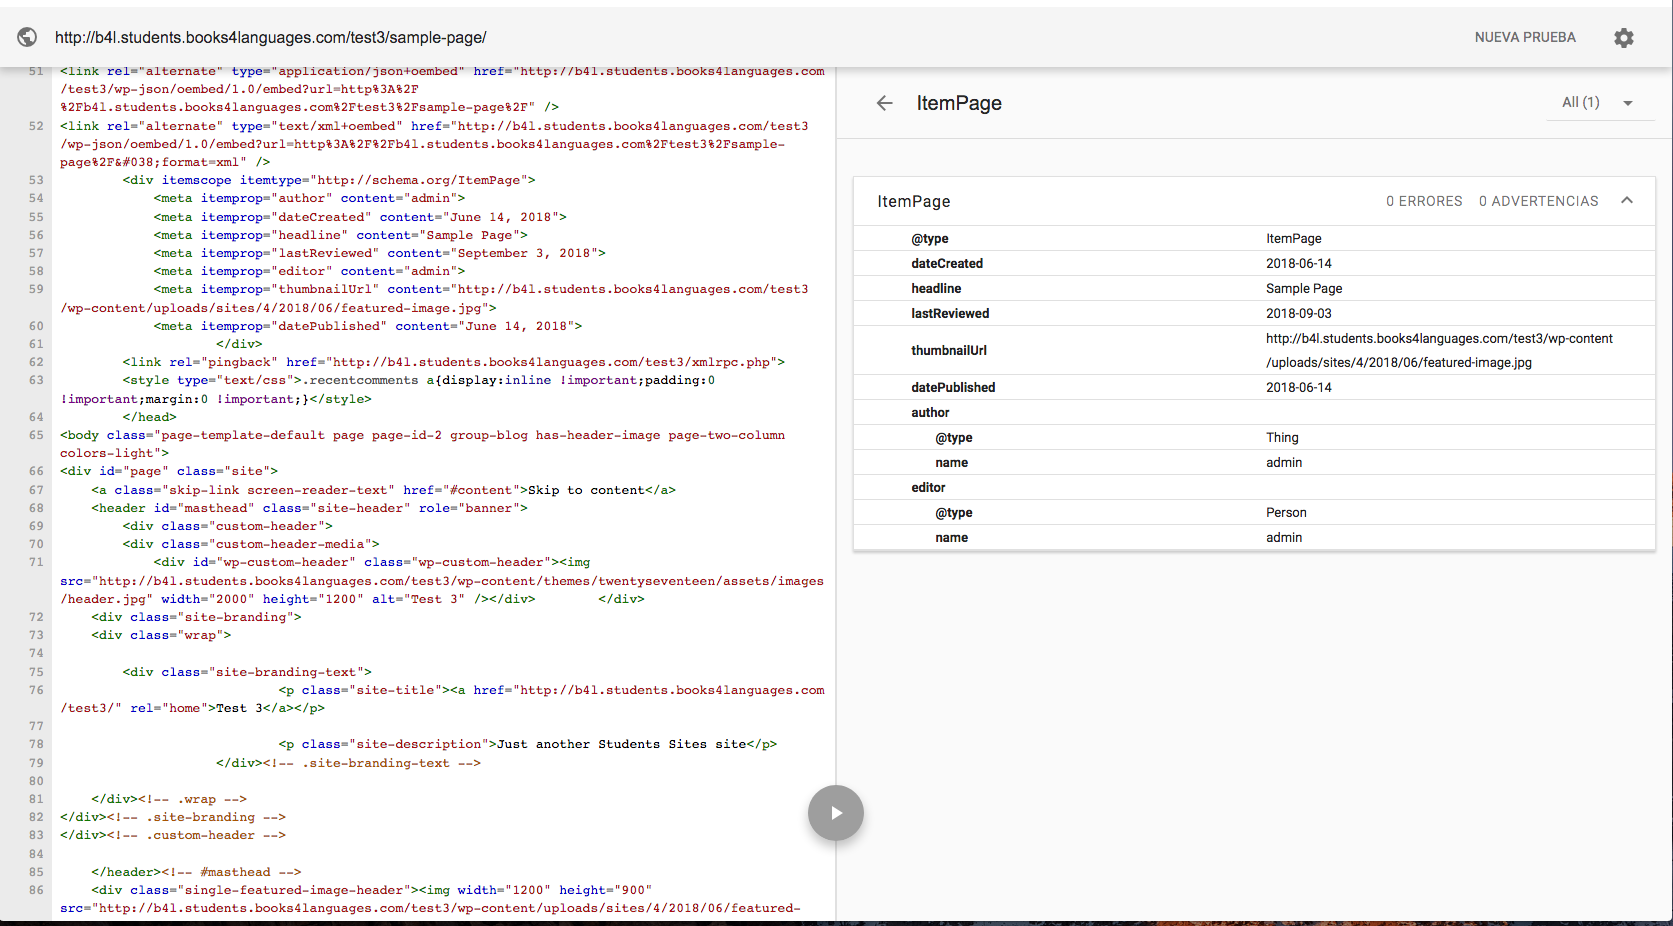 http://b4l.students.books4languages.com/test3/sample-page/
NUEVA PRUEBA
51 <link rel="alternate" type="application/json+oembed" href="http://b4l.students.books4languages.com
/test3/wp-json/oembed/1.0/embed?url=http%3A%2F
%2Fb4l.students.books4languages.com%2Ftest3%2Fsample-page%2F" />
52 <link rel="alternate" type="text/xml+oembed" href="http://b4l.students.books4languages.com/test3
/wp-json/oembed/1.0/embed?url=http%3A%2F%2Fb4l.students.books4languages.com%2Ftest3%2Fsample-
page%2F&#038;format=xml" />
53 <div itemscope itemtype="http://schema.org/ItemPage">
54 <meta itemprop="author" content="admin">
55 <meta itemprop="dateCreated" content="June 14, 2018">
56 <meta itemprop="headline" content="Sample Page">
57 <meta itemprop="lastReviewed" content="September 3, 2018">
58 <meta itemprop="editor" content="admin">
59 <meta itemprop="thumbnailUrl" content="http://b4l.students.books4languages.com/test3
/wp-content/uploads/sites/4/2018/06/featured-image.jpg">
60 <meta itemprop="datePublished" content="June 14, 2018">
61 </div>
62 <link rel="pingback" href="http://b4l.students.books4languages.com/test3/xmlrpc.php">
63 <style type="text/css">.recentcomments a{display:inline !important;padding:0
!important;margin:0 !important;}</style>
64 </head>
65 <body class="page-template-default page page-id-2 group-blog has-header-image page-two-column
colors-light">
66 <div id="page" class="site">
67 <a class="skip-link screen-reader-text" href="#content">Skip to content</a>
68 <header id="masthead" class="site-header" role="banner">
69 <div class="custom-header">
70 <div class="custom-header-media">
71 <div id="wp-custom-header" class="wp-custom-header"><img
src="http://b4l.students.books4languages.com/test3/wp-content/themes/twentyseventeen/assets/images
/header.jpg" width="2000" height="1200" alt="Test 3" /></div> </div>
72 <div class="site-branding">
73 <div class="wrap">
74
75 <div class="site-branding-text">
76 <p class="site-title"><a href="http://b4l.students.books4languages.com
/test3/" rel="home">Test 3</a></p>
77
78 <p class="site-description">Just another Students Sites site</p>
79 </div><!-- .site-branding-text -->
80
81 </div><!-- .wrap -->
82 </div><!-- .site-branding -->
83 </div><!-- .custom-header -->
84
85 </header><!-- #masthead -->
86 <div class="single-featured-image-header"><img width="1200" height="900"
src="http://b4l.students.books4languages.com/test3/wp-content/uploads/sites/4/2018/06/featured-
ItemPage
All (1)
ItemPage 0 ERRORES 0 ADVERTENCIAS
@type ItemPage
dateCreated 2018-06-14
headline Sample Page
lastReviewed 2018-09-03
thumbnailUrl http://b4l.students.books4languages.com/test3/wp-content
/uploads/sites/4/2018/06/featured-image.jpg
datePublished 2018-06-14
author
@type Thing
name admin
editor
@type Person
name admin